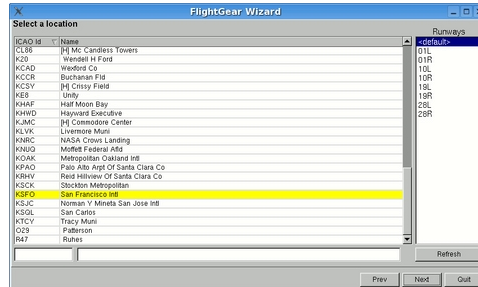 FlightGear Wizard
Select a location
ICAO Id Name
CL86 [H] Mc Candless Towers
K20 Wendell H Ford
KCAD Wexford Co
KCCR Buchanan Fld
KCSY [H] Crissy Field
KE8 Unity
KHAF Half Moon Bay
KHWD Hayward Executive
KJMC [H] Commodore Center
KLVK Livermore Muni
KNRC NASA Crows Landing
KNUQ Moffett Federal Afld
KOAK Metropolitan Oakland Intl
KPAO Palo Alto Arpt Of Santa Clara Co
KRHV Reid Hillview Of Santa Clara Co
KSCK Stockton Metropolitan
KSFO San Francisco Intl
KSJC Norman Y Mineta San Jose Intl
KSQL San Carlos
KTCY Tracy Muni
O29 Patterson
R47 Ruhes
Runways
<default>
01L
01R
10L
10R
19L
19R
28L
28R
Refresh
Prev Next Quit